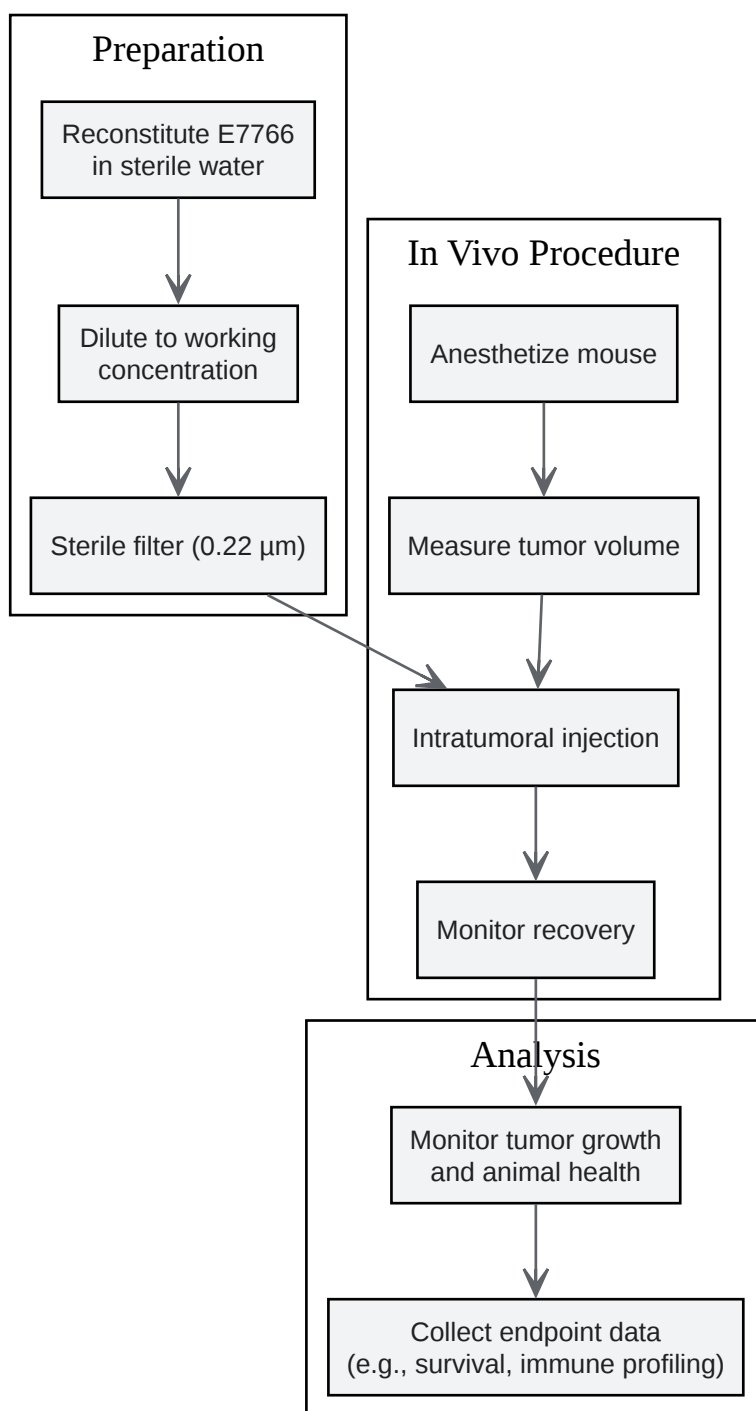 Preparation
Reconstitute E7766
in sterile water
Dilute to working
concentration
Sterile filter (0.22 µm)
In Vivo Procedure
Anesthetize mouse
Measure tumor volume
Intratumoral injection
Monitor recovery
Analysis
Monitor tumor growth
and animal health
Collect endpoint data
(e.g., survival, immune profiling)